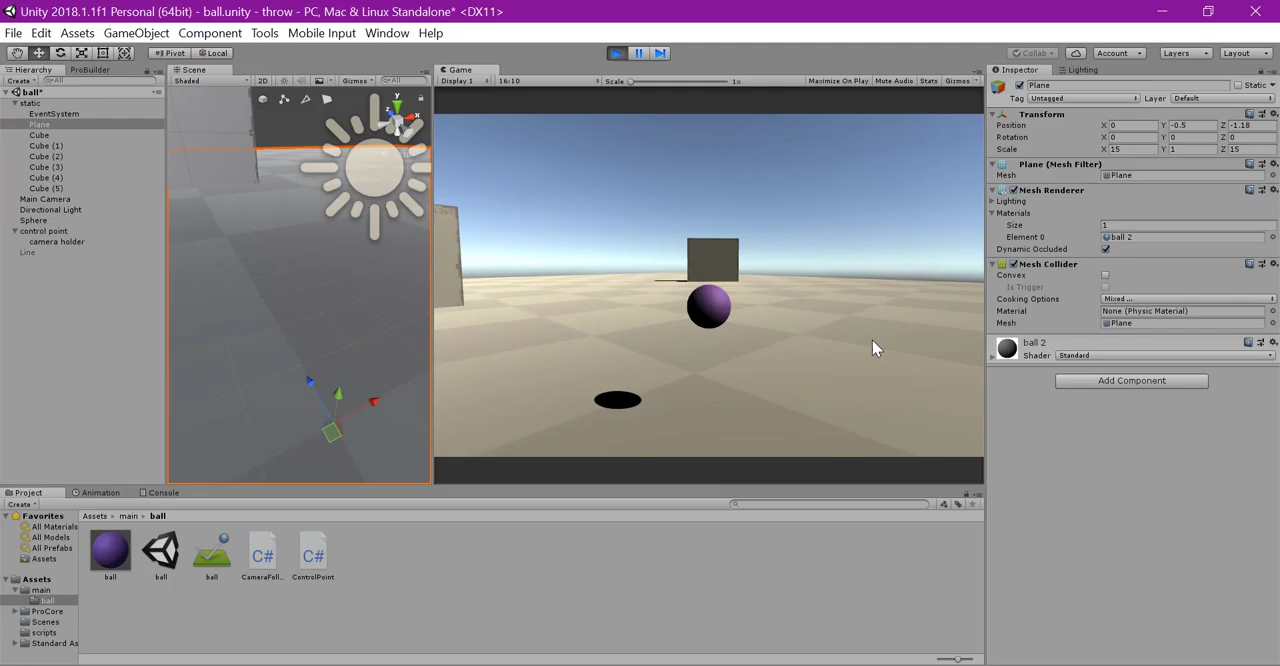 Unity 2018.1.1f1 Personal (64bit) - ball.unity - throw - PC, Mac & Linux Standalone* <DX11>
File Edit Assets GameObject Component Tools Mobile Input Window Help
Pivot Local Collab Account Layers Layout
Hierarchy ProBuilder
Create All
ball*
static
EventSystem
Plane
Cube
Cube (1)
Cube (2)
Cube (3)
Cube (4)
Cube (5)
Main Camera
Directional Light
Sphere
control point
camera holder
Line
Scene
Shaded 2D Gizmos All
y
z
x
Game
Display 1 16:10 Scale 1x Maximize On Play Mute Audio Stats Gizmos
Inspector Lighting
Plane Static
Tag Untagged Layer Default
Transform
Position X 0 Y -0.5 Z -1.18
Rotation X 0 Y 0 Z 0
Scale X 15 Y 1 Z 15
Plane (Mesh Filter)
Mesh Plane
Mesh Renderer
Lighting
Materials
Size 1
Element 0 ball 2
Dynamic Occluded
Mesh Collider
Convex
Is Trigger
Cooking Options Mixed ...
Material None (Physic Material)
Mesh Plane
ball 2
Shader Standard
Add Component
Project Animation Console
Create
Favorites
All Materials
All Models
All Prefabs
Assets
Assets
main
ball
ProCore
Scenes
scripts
Standard As
Assets main ball
C# C#
ball ball ball CameraFoll... ControlPoint